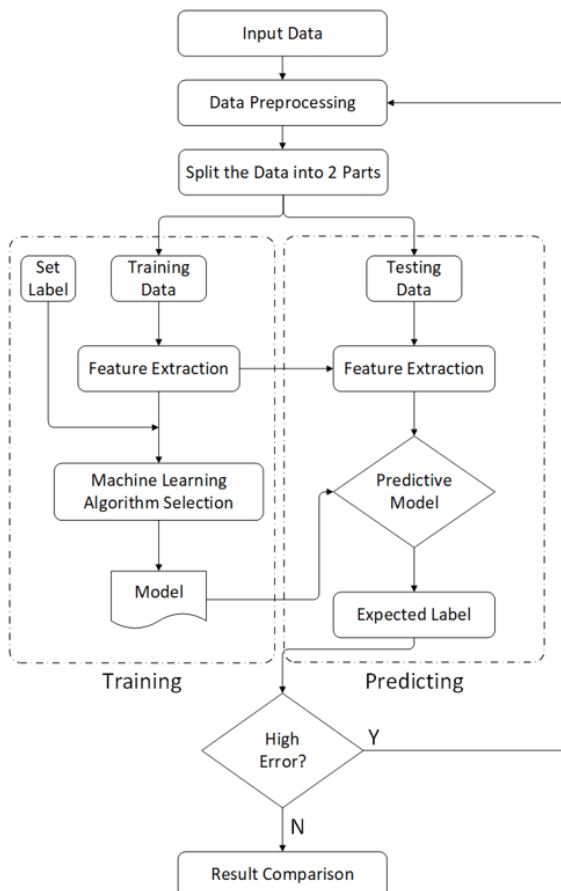 Input Data
Data Preprocessing
Split the Data into 2 Parts
Set
Label
Training
Data
Testing
Data
Feature Extraction
Feature Extraction
Machine Learning
Algorithm Selection
Predictive
Model
Model
Expected Label
Training
Predicting
High
Error?
Y
N
Result Comparison